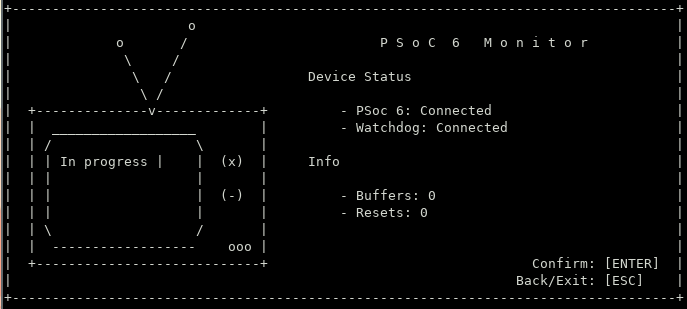 P S o C 6 M o n i t o r
Device Status
- PSoc 6: Connected
- Watchdog: Connected
In progress | (x)
Info
(-)
- Buffers: 0
- Resets: 0
ooo
Confirm: [ENTER]
Back/Exit: [ESC]